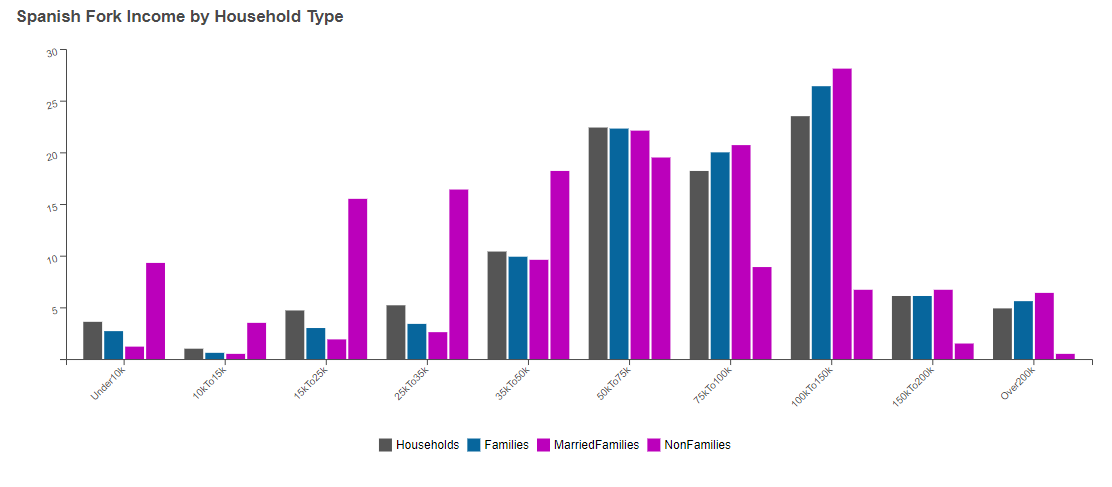 Spanish Fork Income by Household Type
30
25
20
15
10
5
Under10k
10kTo15k
15kTo25k
25kTo35k
35kTo50k
50kTo75k
75kTo100k
100kTo150k
150kTo200k
Over200k
Households Families MarriedFamilies NonFamilies